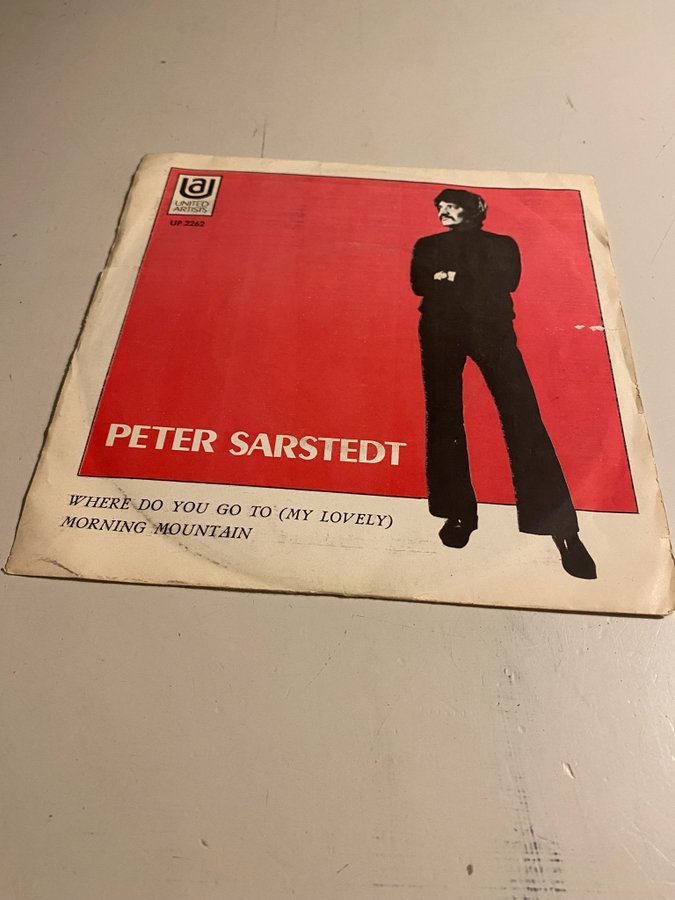 UA
UNITED
ARTISTS
UP 2262
PETER SARSTEDT
WHERE DO YOU GO TO (MY LOVELY)
MORNING MOUNTAIN